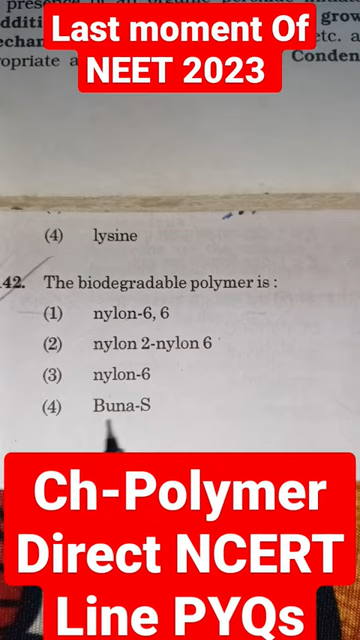 Last moment Of
NEET 2023
grow
etc. a
Conden
opriate a
(4) lysine
42. The biodegradable polymer is :
(1) nylon-6, 6
(2) nylon 2-nylon 6
(3) nylon-6
(4) Buna-S
Ch-Polymer
Direct NCERT
Line PYQs